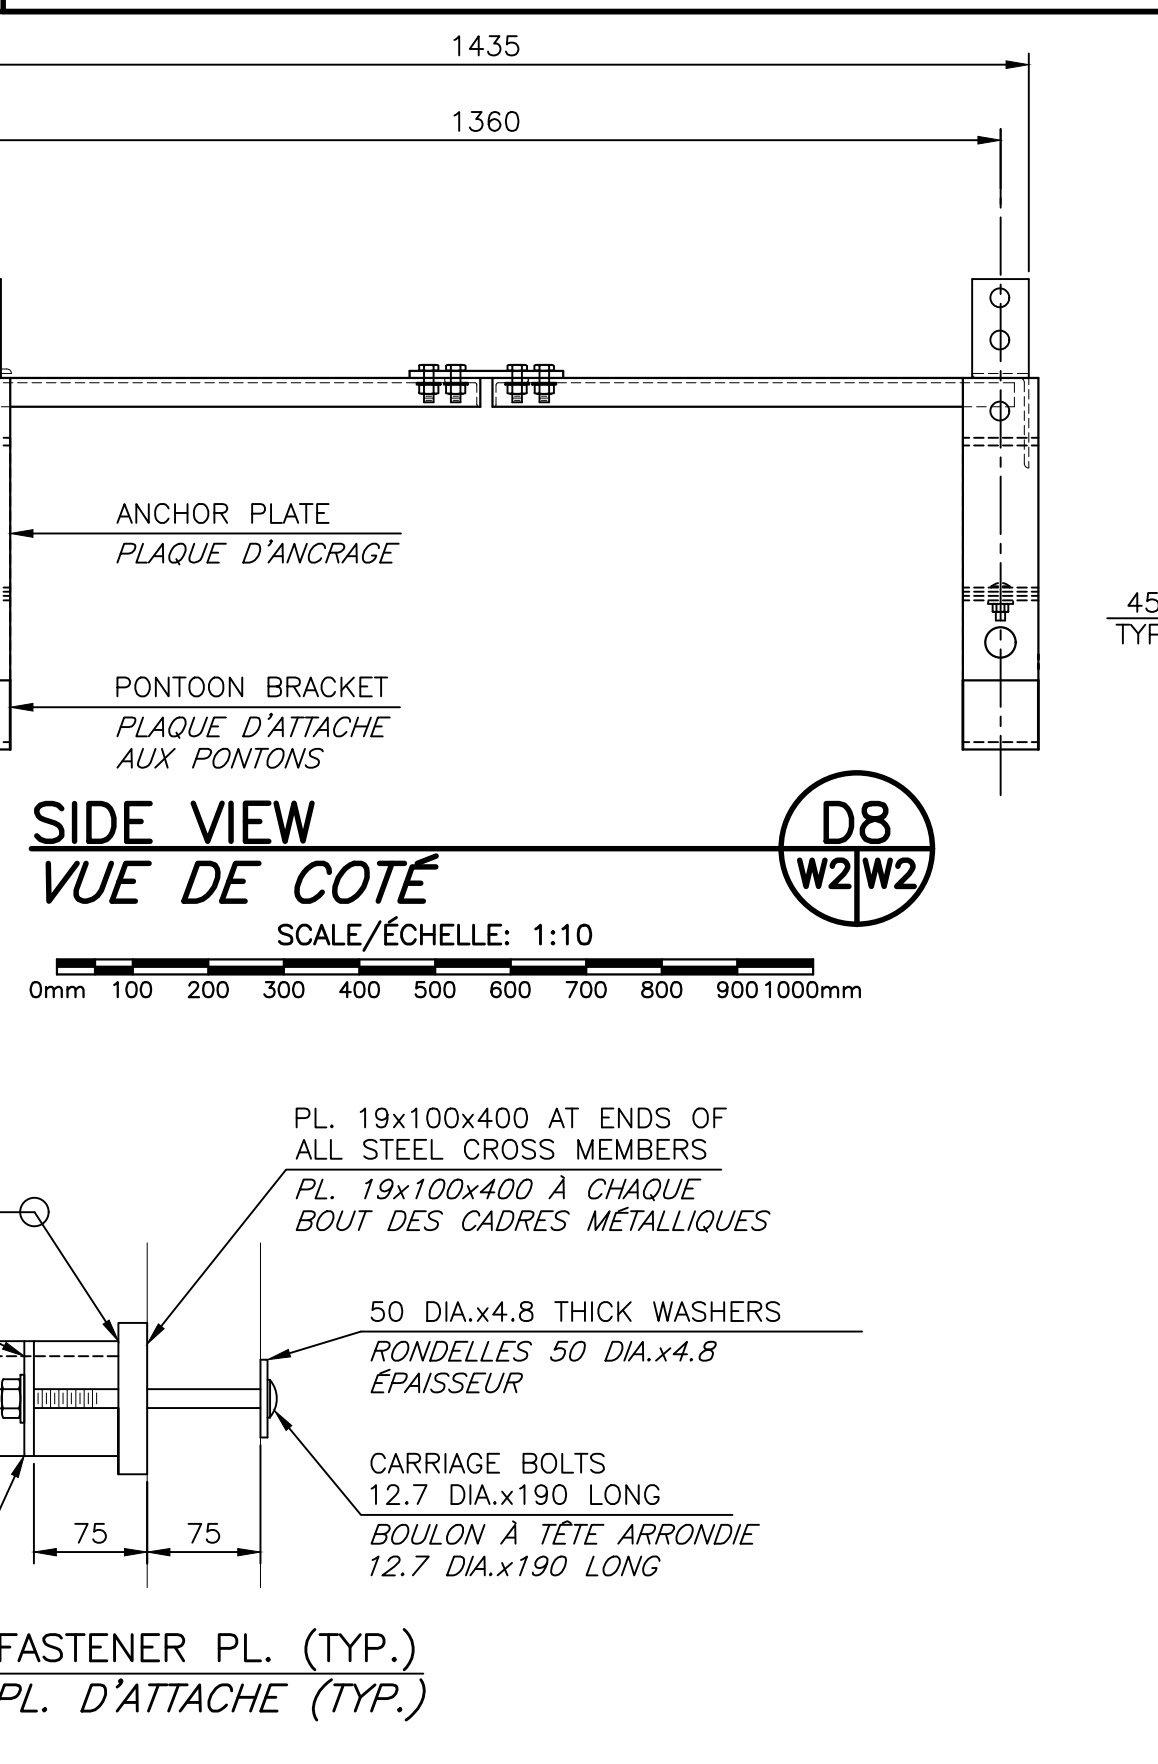 1435
1360
ANCHOR PLATE
PLAQUE D'ANCRAGE
45
TYP
PONTOON BRACKET
PLAQUE D'ATTACHE
AUX PONTONS
SIDE VIEW
VUE DE COTÉ
D8
W2 W2
SCALE/ÉCHELLE: 1:10
0mm 100 200 300 400 500 600 700 800 900 1000mm
PL. 19x100x400 AT ENDS OF
ALL STEEL CROSS MEMBERS
PL. 19x100x400 À CHAQUE
BOUT DES CADRES MÉTALLIQUES
50 DIA.x4.8 THICK WASHERS
RONDELLES 50 DIA.x4.8
ÉPAISSEUR
CARRIAGE BOLTS
12.7 DIA.x190 LONG
BOULON À TÊTE ARRONDIE
12.7 DIA.x190 LONG
75 75
FASTENER PL. (TYP.)
PL. D'ATTACHE (TYP.)